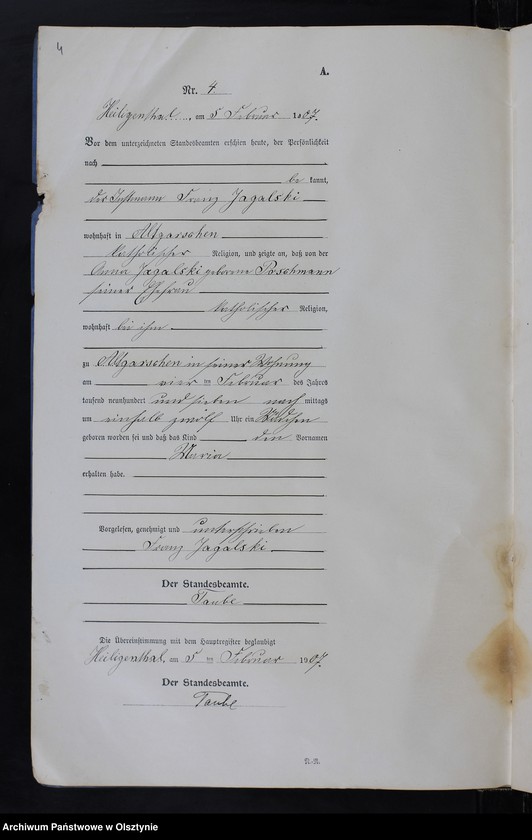 4
A.
Nr. 4
Heiligenthal, am 5 Februar 1907.
Vor dem unterzeichneten Standesbeamten erschien heute, der Persönlichkeit
nach
be kannt,
der Instmann Franz Jagalski
wohnhaft in Altgarschen
katholischer Religion, und zeigte an, daß von der
Anna Jagalski geborene Poschmann
seiner Ehefrau
katholischer Religion,
wohnhaft bei ihm
zu Altgarschen in seiner Wohnung
am vier ten Februar des Jahres
tausend neunhundert und sieben nach mittags
um einhalb zwölf Uhr ein Mädchen
geboren worden sei und daß das Kind den Vornamen
Maria
erhalten habe.
Vorgelesen, genehmigt und unterschrieben
Franz Jagalski
Der Standesbeamte.
Taube
Die Übereinstimmung mit dem Hauptregister beglaubigt
Heiligenthal, am 5 ten Februar 1907.
Der Standesbeamte.
Taube
Archiwum Państwowe w Olsztynie